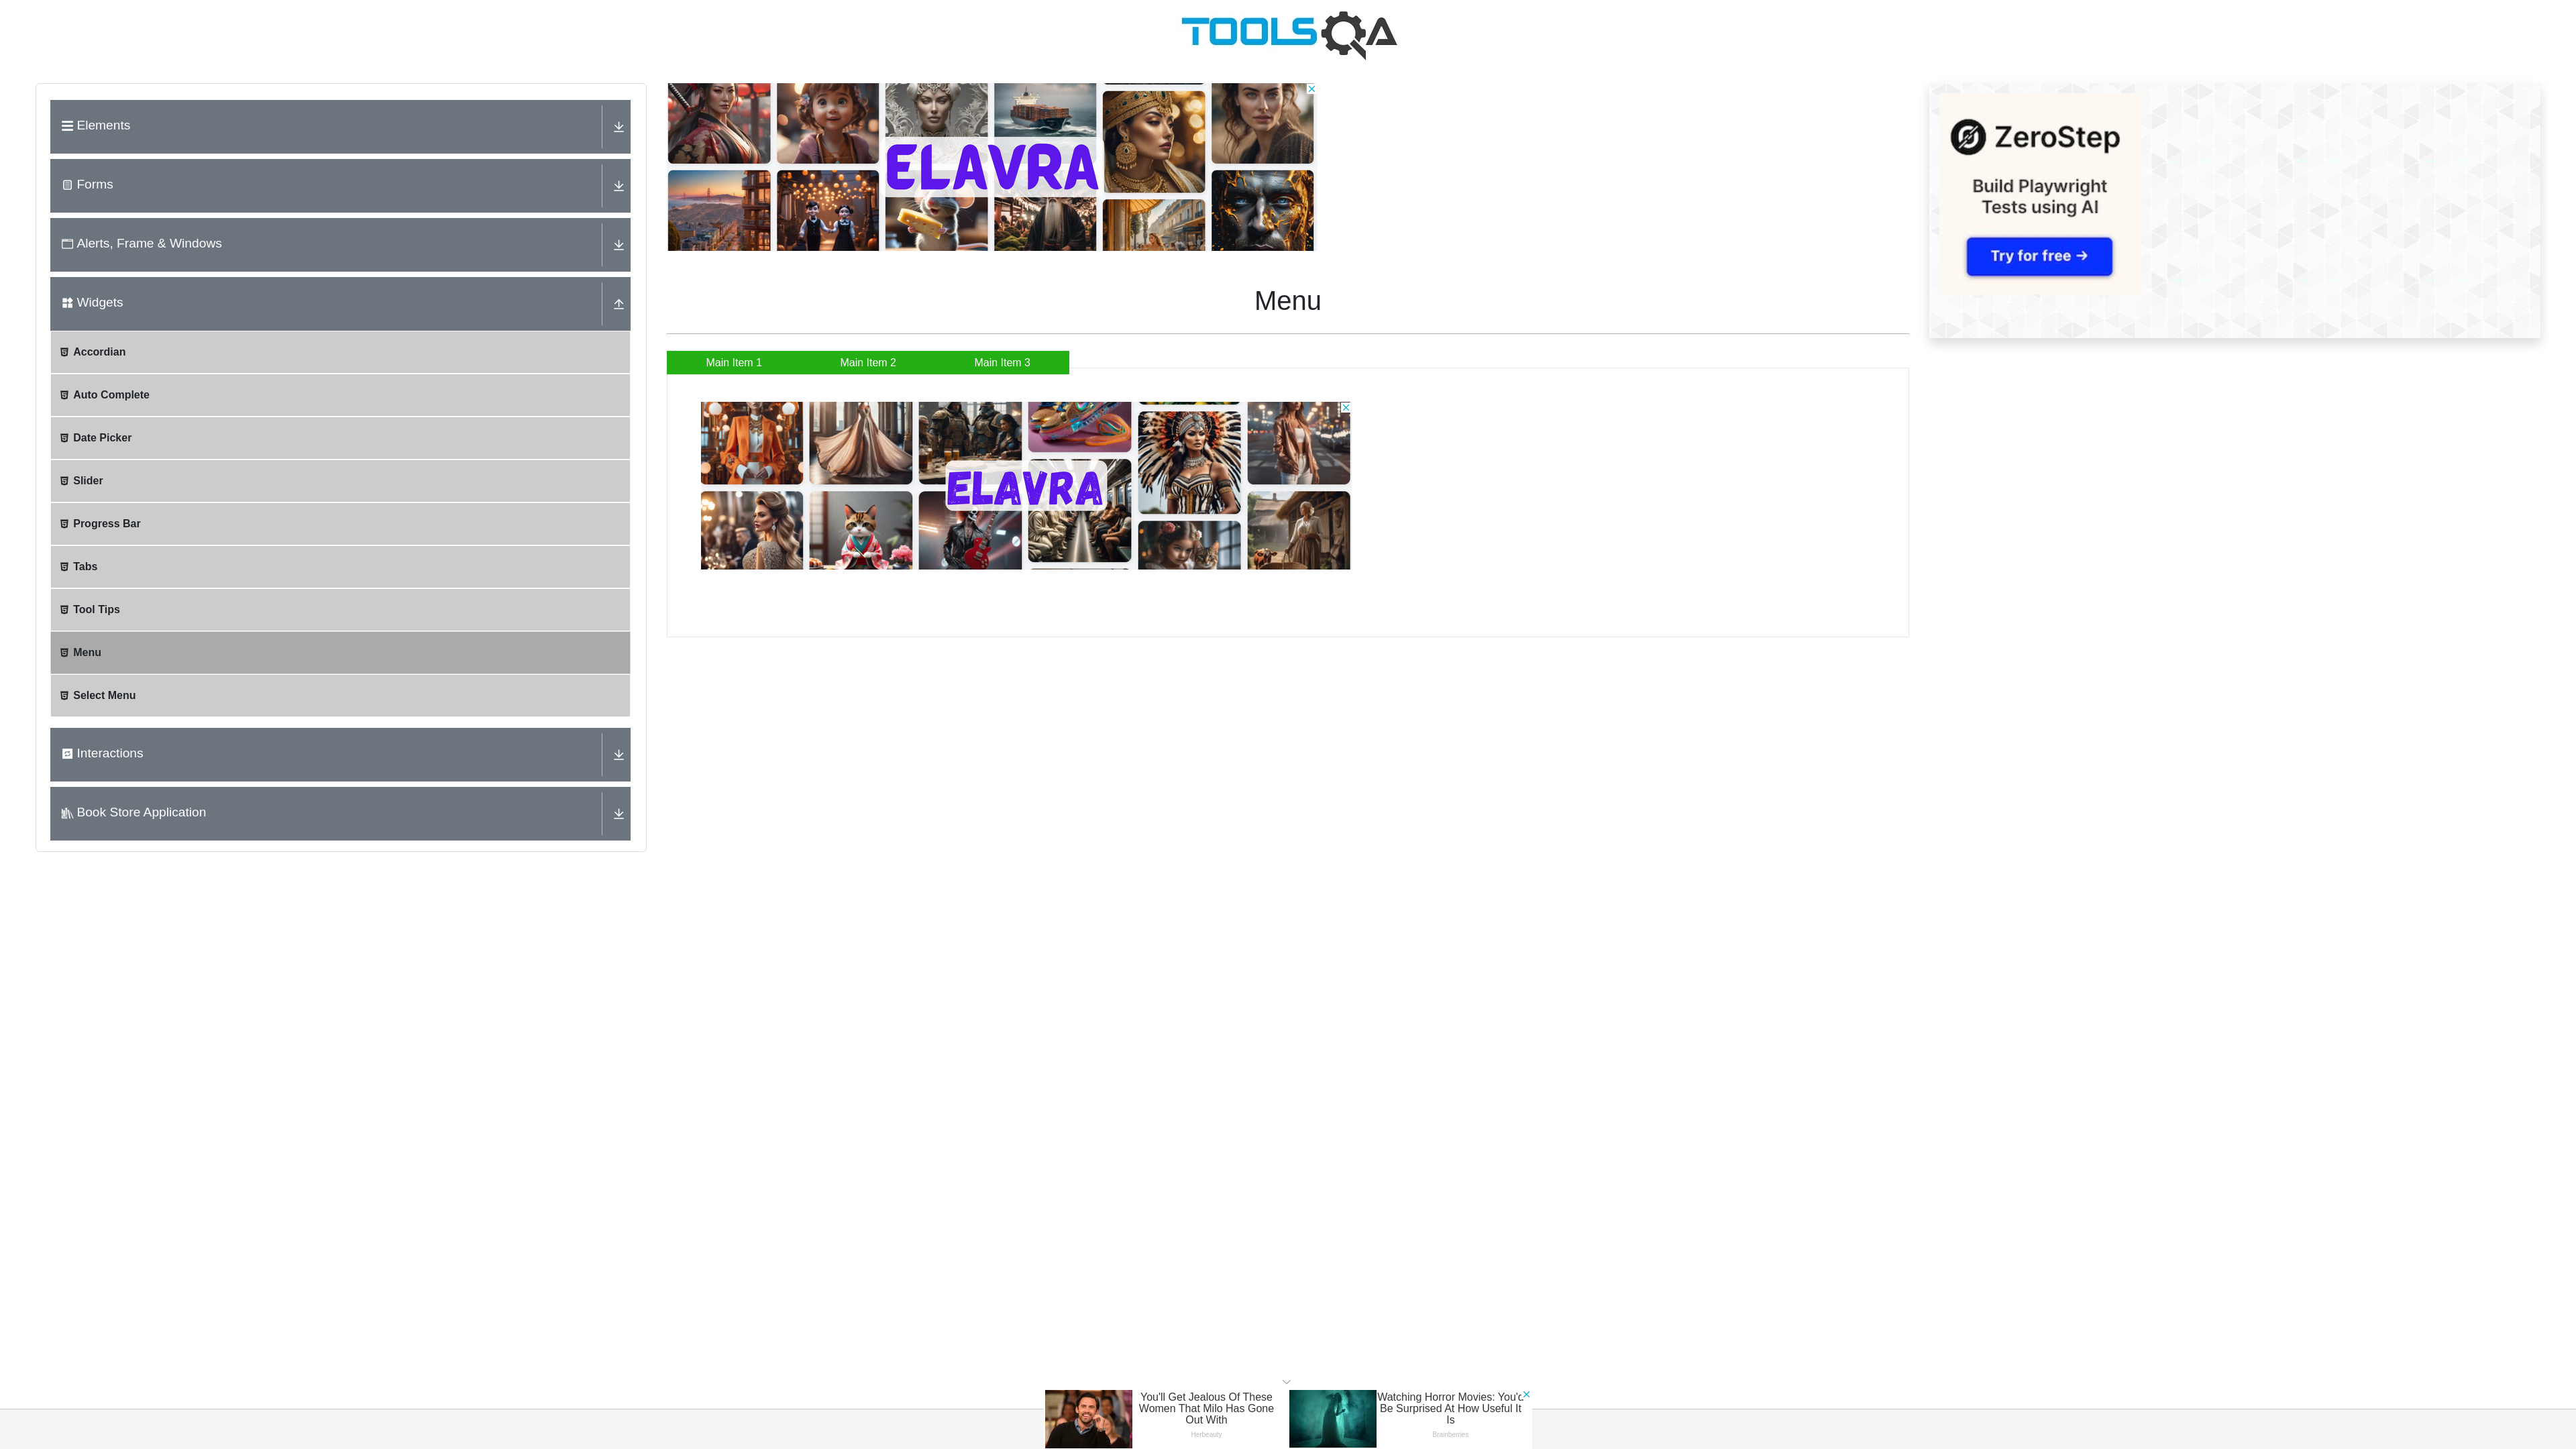 TOOLSQA
Elements
Forms
Alerts, Frame & Windows
Widgets
Accordian
Auto Complete
Date Picker
Slider
Progress Bar
Tabs
Tool Tips
Menu
Select Menu
Interactions
Book Store Application
ELAVRA
Menu
Main Item 1 Main Item 2 Main Item 3
ELAVRA
ZeroStep
Build Playwright
Tests using AI
Try for free →
You'll Get Jealous Of These
Women That Milo Has Gone
Out With
Herbeauty
Watching Horror Movies: You'd
Be Surprised At How Useful It
Is
Brainberries